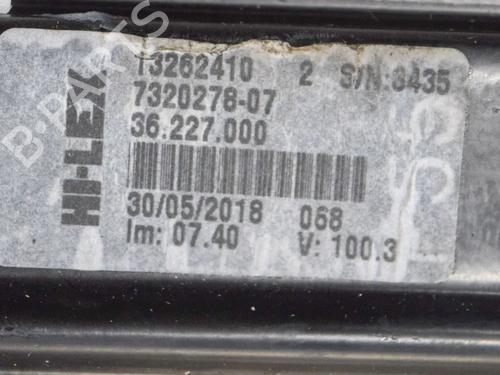 13262410 2 S/N:3435
7320278-07
36.227.000
30/05/2018 068
Im: 07.40 V: 100.3
HI-LEX
B-PARTS